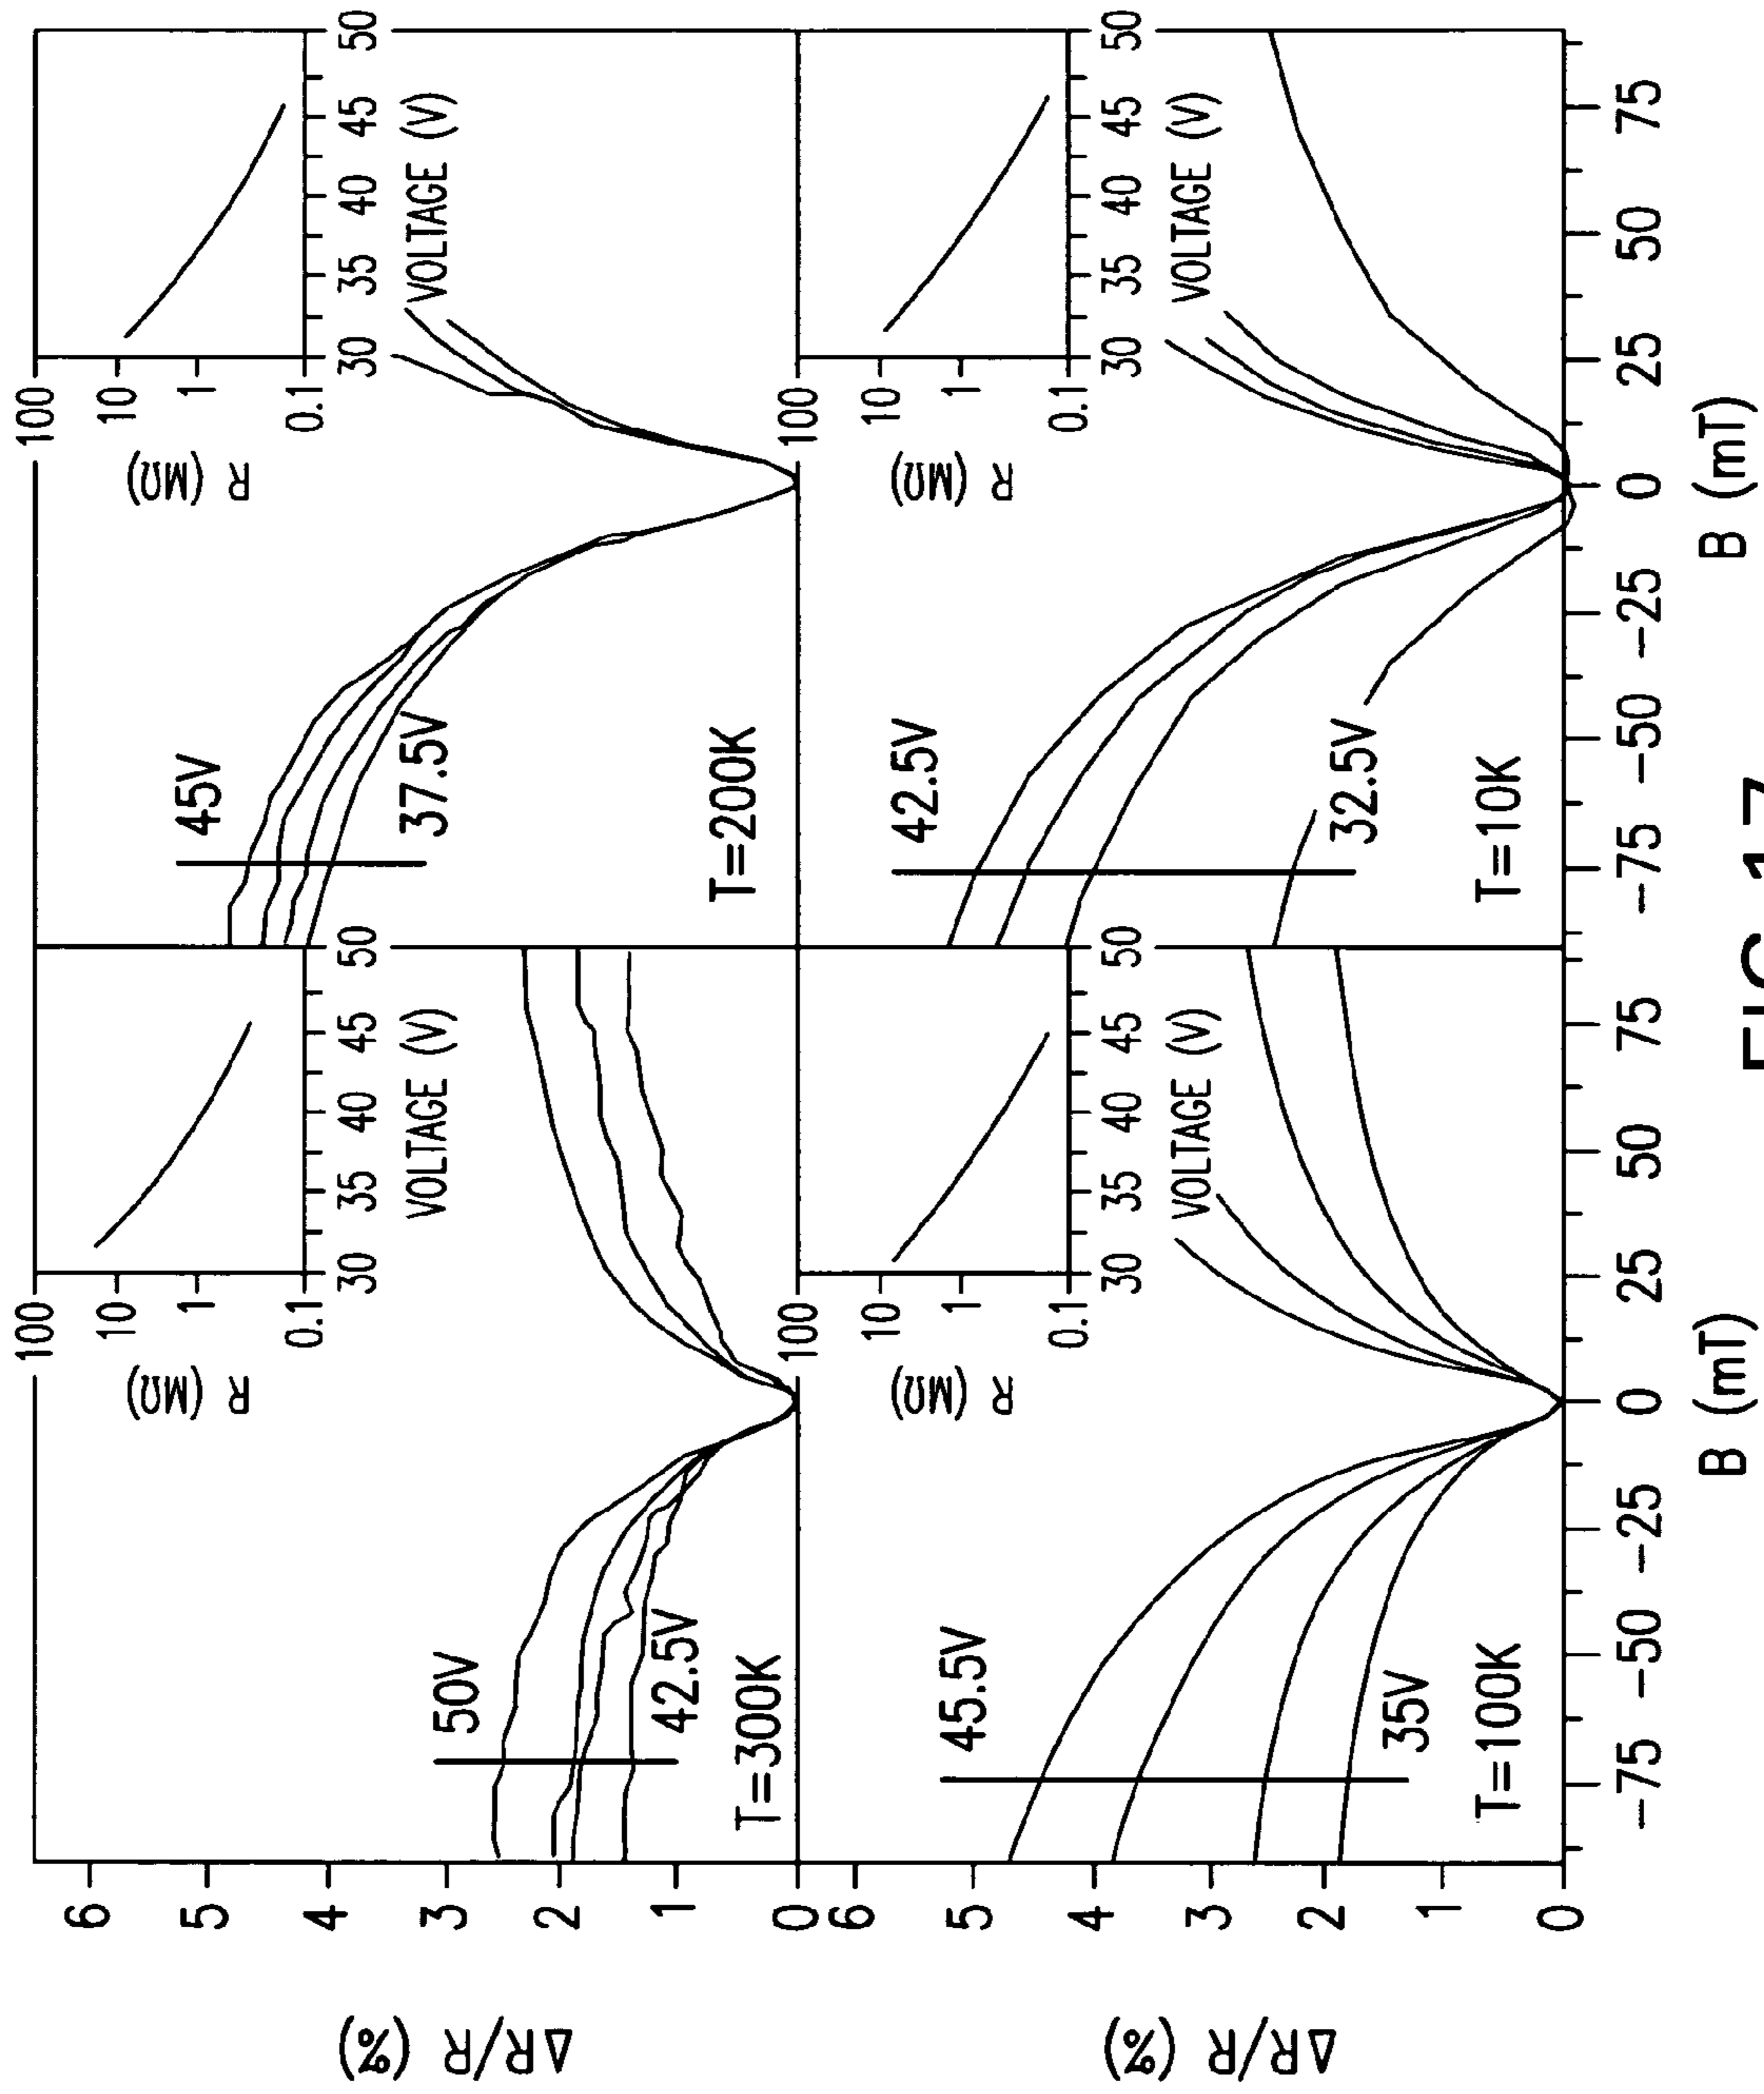 ΔR/R (%)
6
5
4
3
2
1
0
50V
42.5V
T=300K
R (MΩ)
100
10
1
0.1
30 35 40 45 50
VOLTAGE (V)
45V
37.5V
T=200K
R (MΩ)
100
10
1
0.1
30 35 40 45 50
VOLTAGE (V)
ΔR/R (%)
6
5
4
3
2
1
0
45.5V
35V
T=100K
R (MΩ)
100
10
1
0.1
30 35 40 45 50
VOLTAGE (V)
42.5V
32.5V
T=10K
R (MΩ)
100
10
1
0.1
30 35 40 45 50
VOLTAGE (V)
−75 −50 −25 0 25 50 75
−75 −50 −25 0 25 50 75
B (mT)
B (mT)